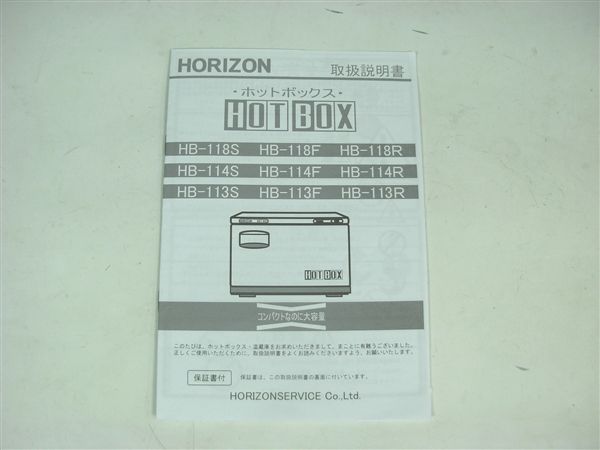 HORIZON 取扱説明書
-ホットボックス-
HOT BOX
HB-118S HB-118F HB-118R
HB-114S HB-114F HB-114R
HB-113S HB-113F HB-113R
HOT BOX
コンパクトなのに大容量
このたびは、ホットボックス・温蔵庫をお求めいただきまして、まことに有難うございました。
正しくご使用いただくために、取扱説明書をよくお読みくださいますよう、お願いいたします。
保証書付 保証書は、この取扱説明書の裏面に付いています。
HORIZONSERVICE Co.,Ltd.